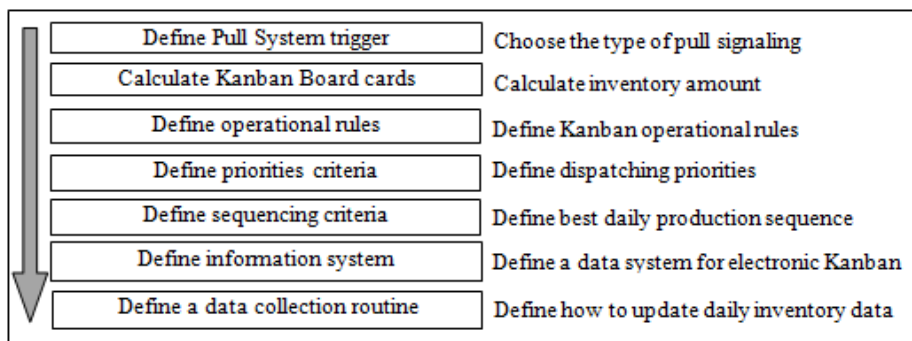 Define Pull System trigger Choose the type of pull signaling
Calculate Kanban Board cards Calculate inventory amount
Define operational rules Define Kanban operational rules
Define priorities criteria Define dispatching priorities
Define sequencing criteria Define best daily production sequence
Define information system Define a data system for electronic Kanban
Define a data collection routine Define how to update daily inventory data